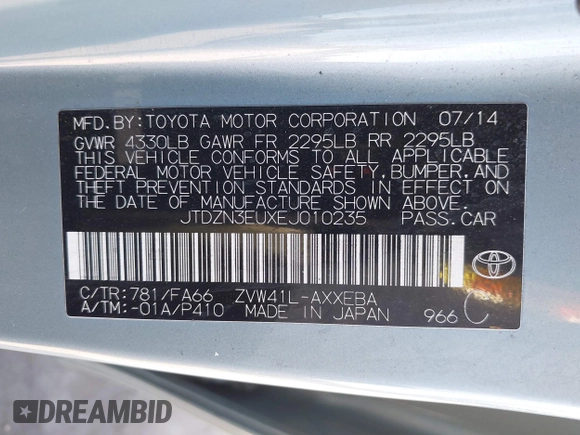 MFD.BY:TOYOTA MOTOR CORPORATION 07/14
GVWR 4330LB GAWR FR 2295LB RR 2295LB
THIS VEHICLE CONFORMS TO ALL APPLICABLE
FEDERAL MOTOR VEHICLE SAFETY,BUMPER,AND
THEFT PREVENTION STANDARDS IN EFFECT ON
THE DATE OF MANUFACTURE SHOWN ABOVE.
JTDZN3EUXEJ010235 PASS.CAR
C/TR:781/FA66 ZVW41L-AXXEBA
A/TM:-01A/P410 MADE IN JAPAN 966 C
TOYOTA
DREAMBID